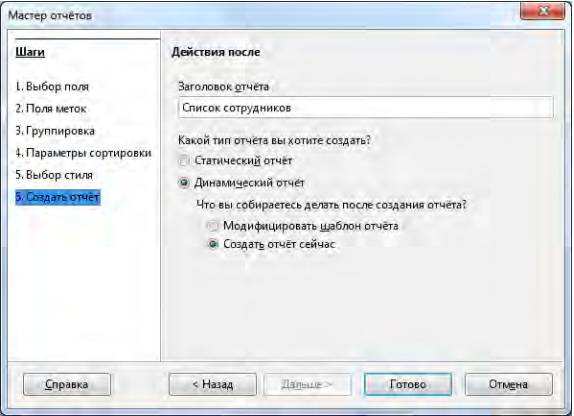 Мастер отчётов
Шаги
1. Выбор поля
2. Поля меток
3. Группировка
4. Параметры сортировки
5. Выбор стиля
6. Создать отчёт
Действия после
Заголовок отчёта
Список сотрудников
Какой тип отчёта вы хотите создать?
Статический отчёт
Динамический отчёт
Что вы собираетесь делать после создания отчёта?
Модифицировать шаблон отчёта
Создать отчёт сейчас
Справка
< Назад
Дальше >
Готово
Отмена